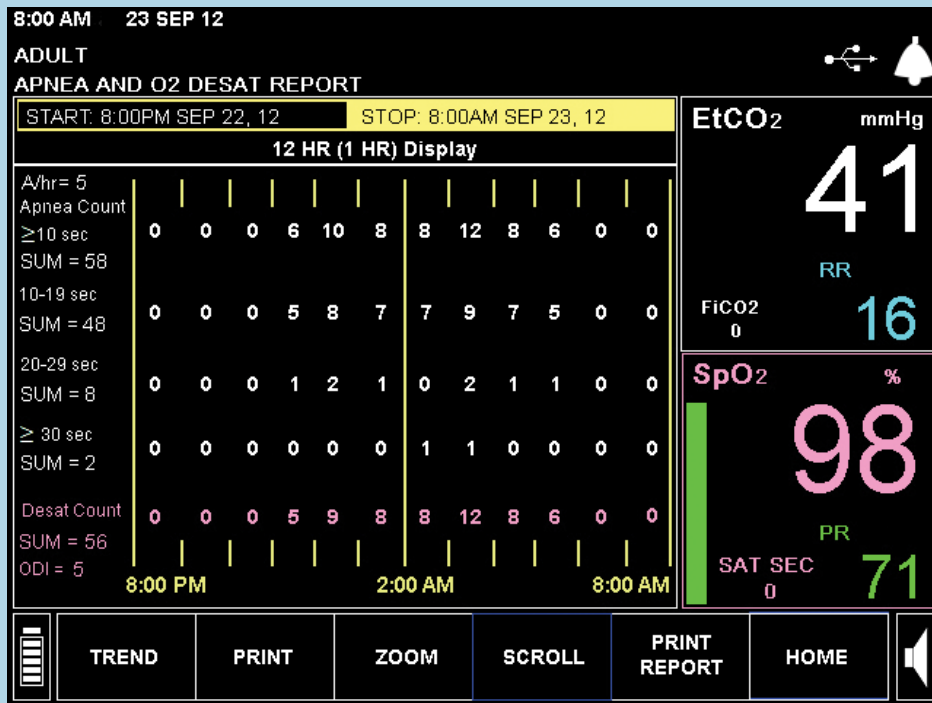 8:00 AM 23 SEP 12
ADULT
APNEA AND O2 DESAT REPORT
START: 8:00PM SEP 22, 12 STOP: 8:00AM SEP 23, 12
12 HR (1 HR) Display
A/hr= 5
Apnea Count
≥10 sec 0 0 0 6 10 8 8 12 8 6 0 0
SUM = 58
10-19 sec
SUM = 48 0 0 0 5 8 7 7 9 7 5 0 0
20-29 sec
SUM = 8 0 0 0 1 2 1 0 2 1 1 0 0
≥ 30 sec
SUM = 2 0 0 0 0 0 0 1 1 0 0 0 0
Desat Count 0 0 0 5 9 8 8 12 8 6 0 0
SUM = 56
ODI = 5
8:00 PM 2:00 AM 8:00 AM
EtCO2 mmHg
41
RR
FiCO2 16
0
SpO2 %
98
PR
SAT SEC 71
0
TREND PRINT ZOOM SCROLL PRINT REPORT HOME